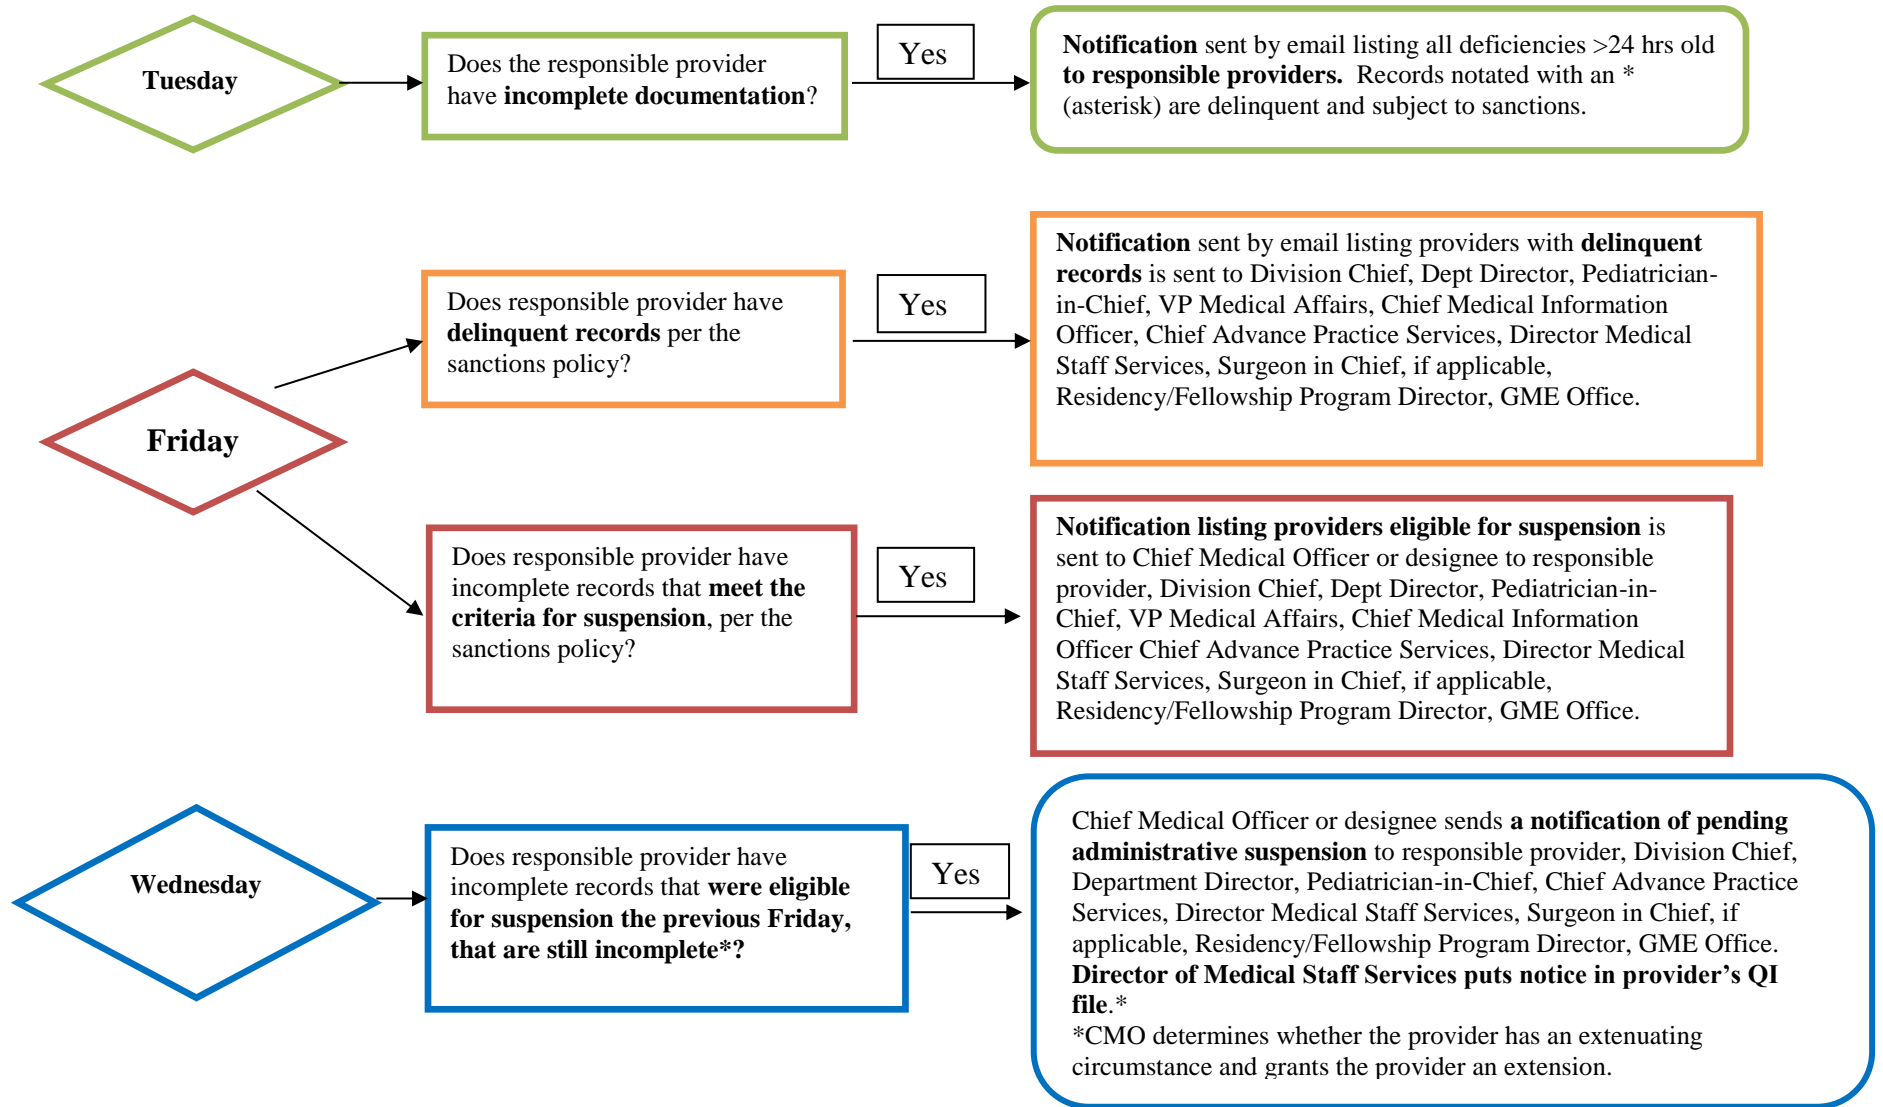 Tuesday
Does the responsible provider
have incomplete documentation?
Yes
Notification sent by email listing all deficiencies >24 hrs old
to responsible providers. Records notated with an *
(asterisk) are delinquent and subject to sanctions.
Friday
Does responsible provider have
delinquent records per the
sanctions policy?
Yes
Notification sent by email listing providers with delinquent
records is sent to Division Chief, Dept Director, Pediatrician-
in-Chief, VP Medical Affairs, Chief Medical Information
Officer, Chief Advance Practice Services, Director Medical
Staff Services, Surgeon in Chief, if applicable,
Residency/Fellowship Program Director, GME Office.
Does responsible provider have
incomplete records that meet the
criteria for suspension, per the
sanctions policy?
Yes
Notification listing providers eligible for suspension is
sent to Chief Medical Officer or designee to responsible
provider, Division Chief, Dept Director, Pediatrician-in-
Chief, VP Medical Affairs, Chief Medical Information
Officer Chief Advance Practice Services, Director Medical
Staff Services, Surgeon in Chief, if applicable,
Residency/Fellowship Program Director, GME Office.
Wednesday
Does responsible provider have
incomplete records that were eligible
for suspension the previous Friday,
that are still incomplete*?
Yes
Chief Medical Officer or designee sends a notification of pending
administrative suspension to responsible provider, Division Chief,
Department Director, Pediatrician-in-Chief, Chief Advance Practice
Services, Director Medical Staff Services, Surgeon in Chief, if
applicable, Residency/Fellowship Program Director, GME Office.
Director of Medical Staff Services puts notice in provider’s QI
file.*
*CMO determines whether the provider has an extenuating
circumstance and grants the provider an extension.